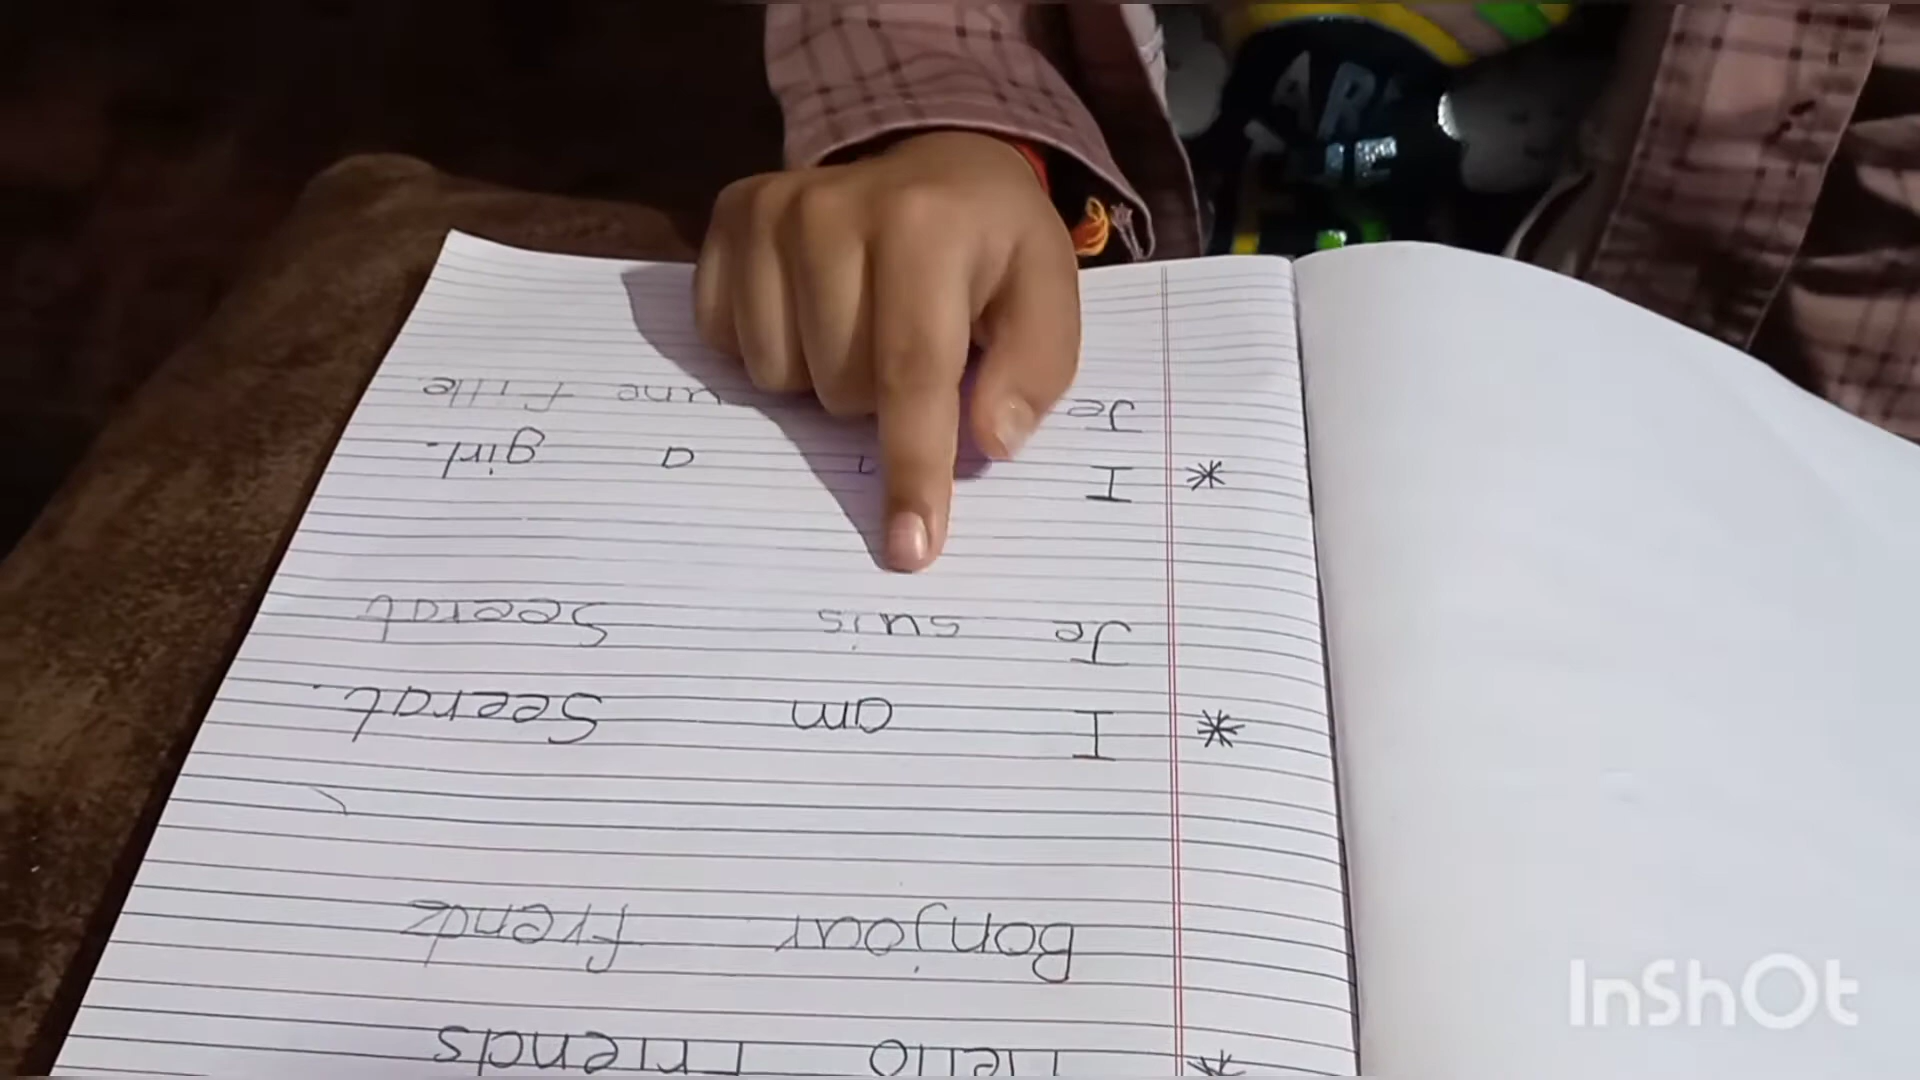 * Hello Friends
Bonjour frendz
* I am Seerat.
Je suis Seerat
* I a girl.
Je une fille
InShOt